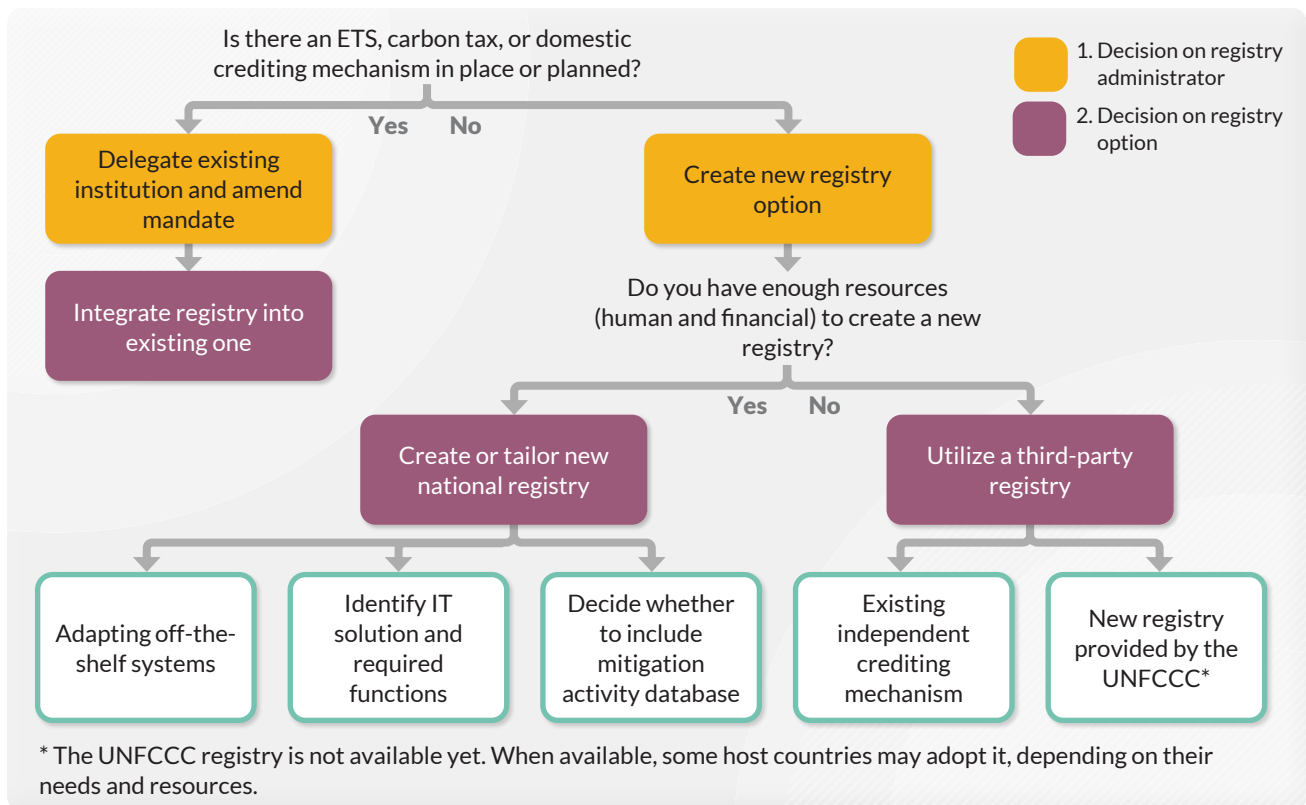 Is there an ETS, carbon tax, or domestic
crediting mechanism in place or planned?
1. Decision on registry
administrator
2. Decision on registry
option
Yes
No
Delegate existing
institution and amend
mandate
Create new registry
option
Integrate registry into
existing one
Do you have enough resources
(human and financial) to create a new
registry?
Yes
No
Create or tailor new
national registry
Utilize a third-party
registry
Adapting off-the-
shelf systems
Identify IT
solution and
required
functions
Decide whether
to include
mitigation
activity database
Existing
independent
crediting
mechanism
New registry
provided by the
UNFCCC*
* The UNFCCC registry is not available yet. When available, some host countries may adopt it, depending on their
needs and resources.